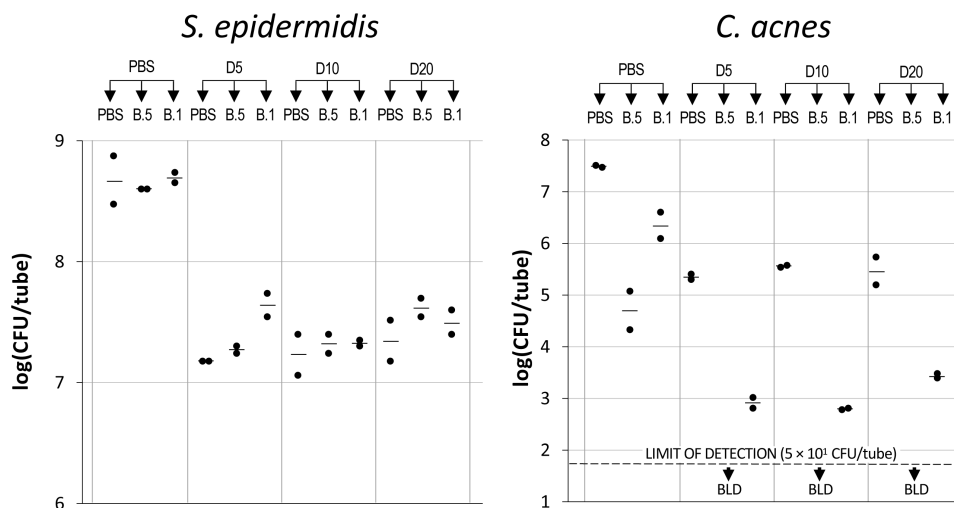 S. epidermidis
PBS D5 D10 D20
PBS B.5 B.1 PBS B.5 B.1 PBS B.5 B.1 PBS B.5 B.1
log(CFU/tube)
9
8
7
6
C. acnes
PBS D5 D10 D20
PBS B.5 B.1 PBS B.5 B.1 PBS B.5 B.1 PBS B.5 B.1
log(CFU/tube)
8
7
6
5
4
3
2
1
LIMIT OF DETECTION (5 × 10¹ CFU/tube)
BLD BLD BLD